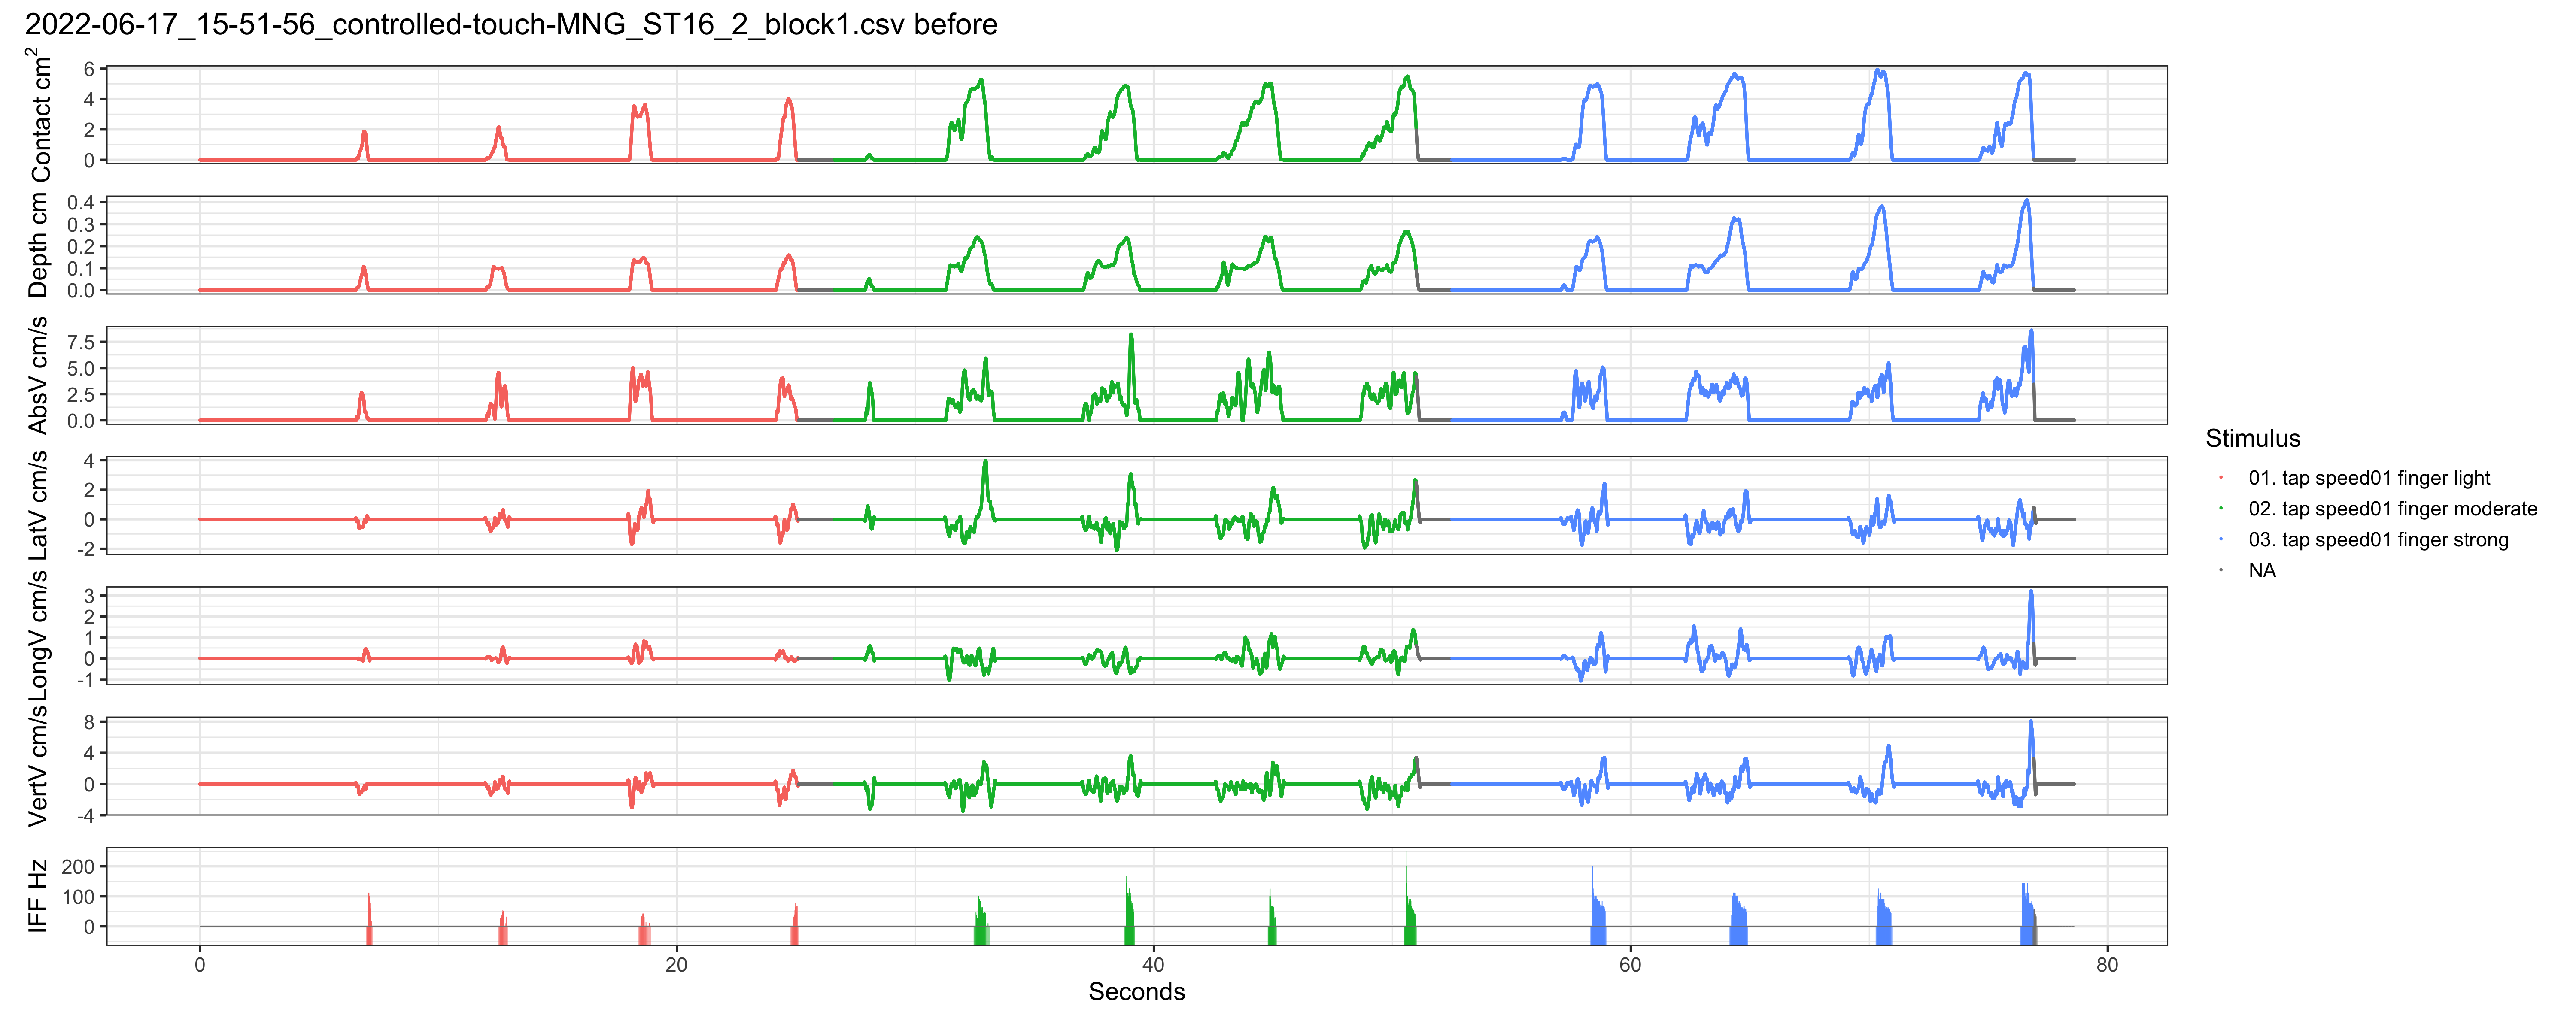 2022-06-17_15-51-56_controlled-touch-MNG_ST16_2_block1.csv before
Contact cm²
6
4
2
0
Depth cm
0.4
0.3
0.2
0.1
0.0
AbsV cm/s
7.5
5.0
2.5
0.0
LatV cm/s
4
2
0
-2
LongV cm/s
3
2
1
0
-1
VertV cm/s
8
4
0
-4
IFF Hz
200
100
0
0 20 40 60 80
Seconds
Stimulus
01. tap speed01 finger light
02. tap speed01 finger moderate
03. tap speed01 finger strong
NA